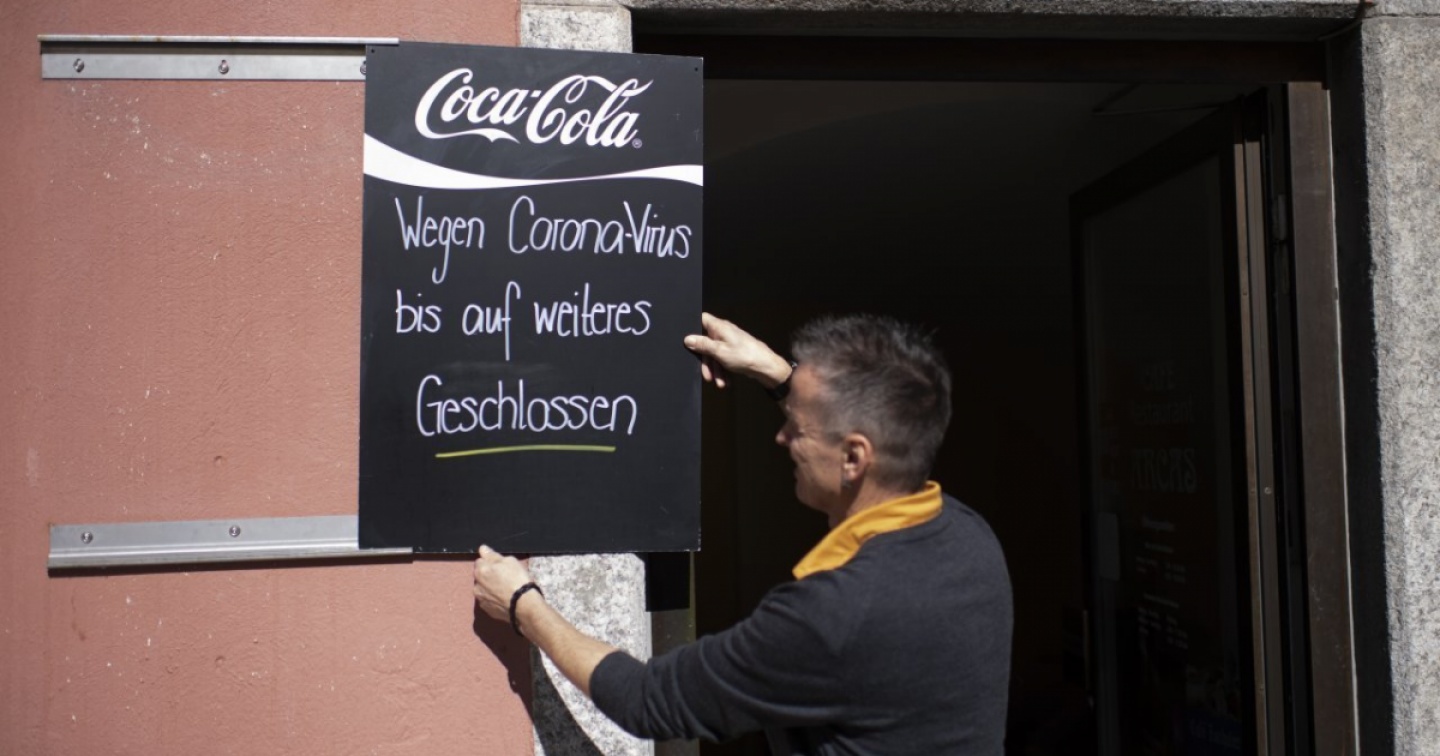 Coca-Cola
Wegen Corona-Virus
bis auf weiteres
Geschlossen